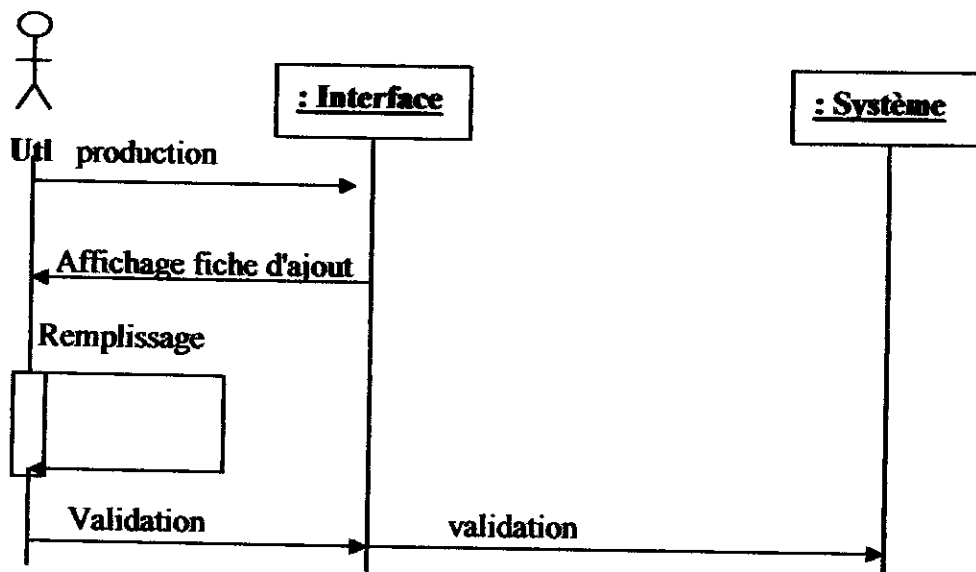 : Interface
: Système
Utl production
Affichage fiche d'ajout
Remplissage
Validation
validation